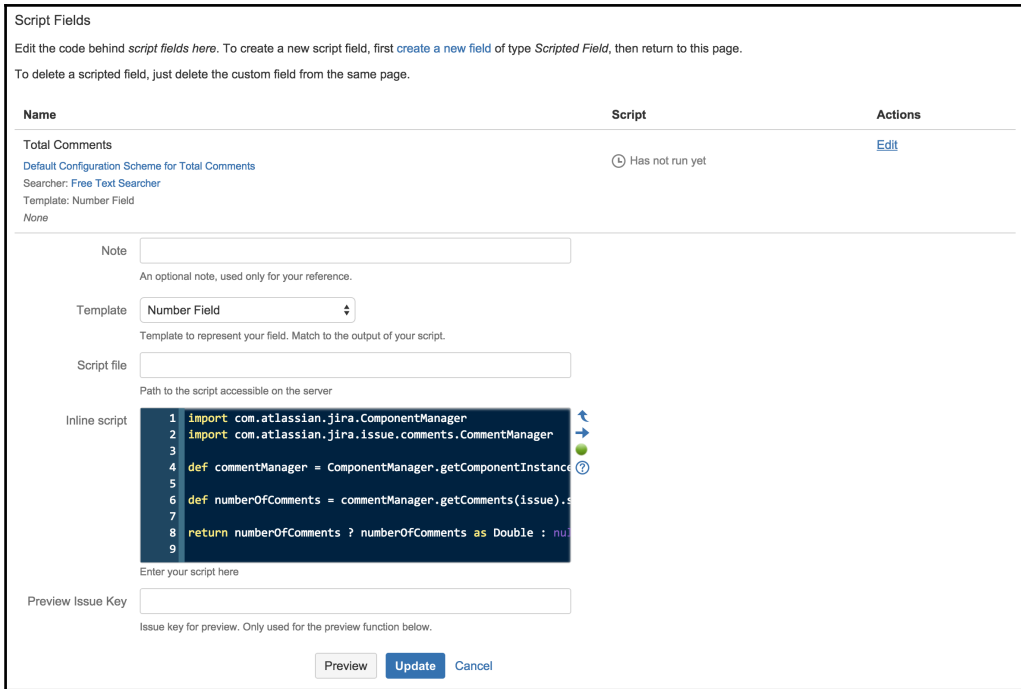 Script Fields
Edit the code behind script fields here. To create a new script field, first create a new field of type Scripted Field, then return to this page.
To delete a scripted field, just delete the custom field from the same page.
Name Script Actions
Total Comments Edit
Default Configuration Scheme for Total Comments
Has not run yet
Searcher: Free Text Searcher
Template: Number Field
None
Note
An optional note, used only for your reference.
Template Number Field
Template to represent your field. Match to the output of your script.
Script file
Path to the script accessible on the server
Inline script
1 import com.atlassian.jira.ComponentManager
2 import com.atlassian.jira.issue.comments.CommentManager
3
4 def commentManager = ComponentManager.getComponentInstance
5
6 def numberOfComments = commentManager.getComments(issue).s
7
8 return numberOfComments ? numberOfComments as Double : nul
9
Enter your script here
Preview Issue Key
Issue key for preview. Only used for the preview function below.
Preview Update Cancel